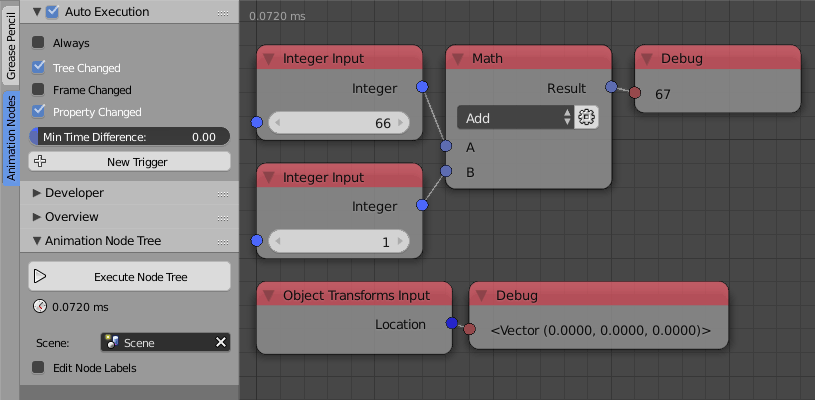 Grease Pencil
Animation Nodes
Auto Execution
Always
Tree Changed
Frame Changed
Property Changed
Min Time Difference: 0.00
New Trigger
Developer
Overview
Animation Node Tree
Execute Node Tree
0.0720 ms
Scene: Scene
Edit Node Labels
0.0720 ms
Integer Input
Integer
66
Integer Input
Integer
1
Math
Result
Add
A
B
Debug
67
Object Transforms Input
Location
Debug
<Vector (0.0000, 0.0000, 0.0000)>